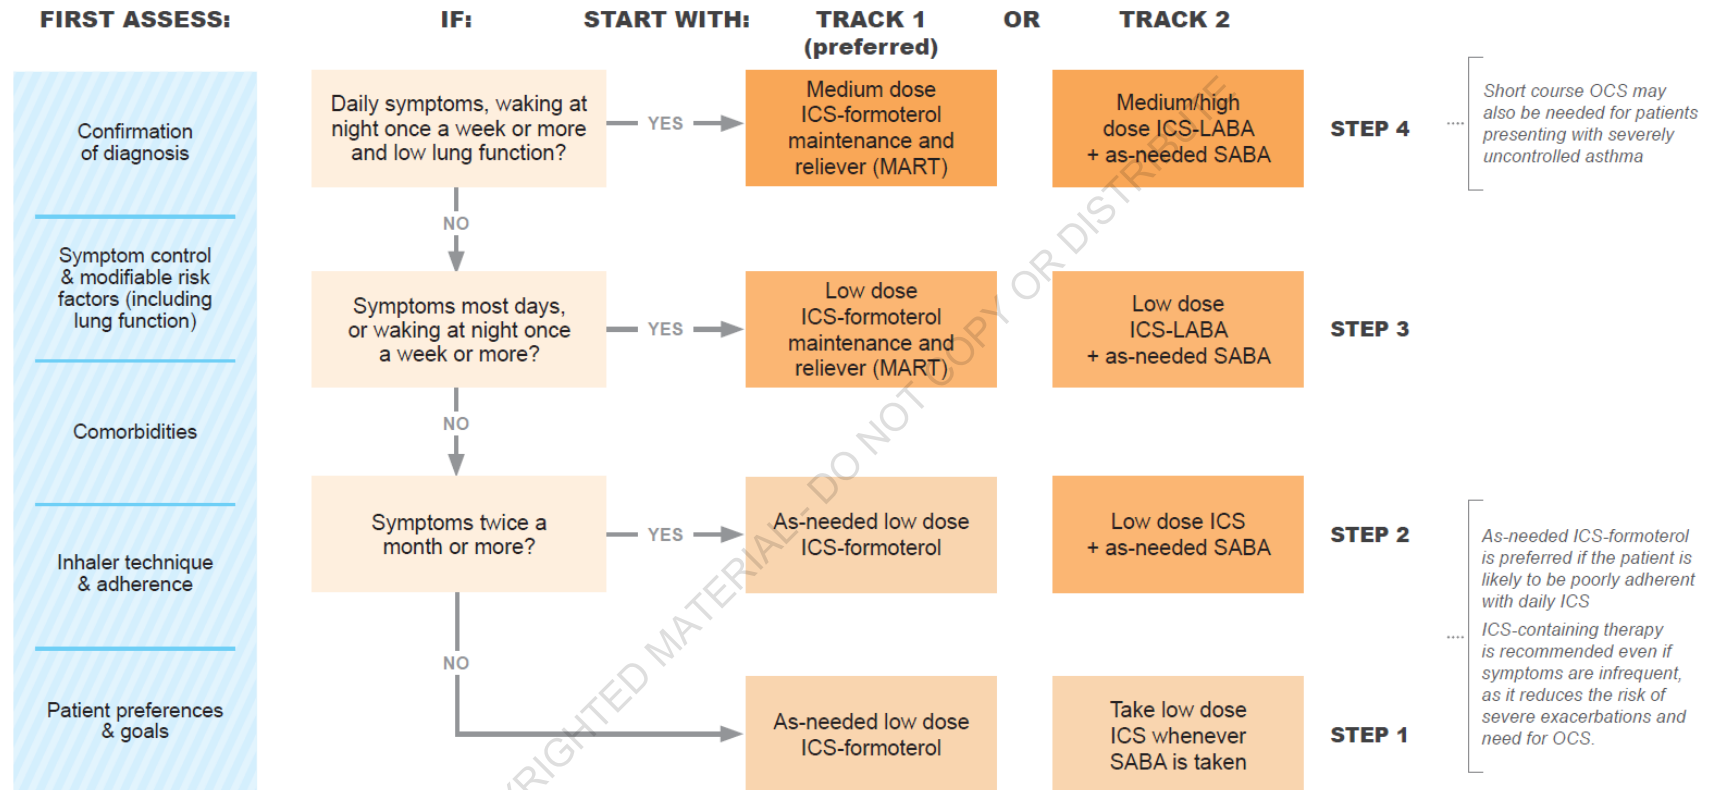 FIRST ASSESS:
IF:
START WITH:
TRACK 1
(preferred)
OR
TRACK 2
Confirmation
of diagnosis
Symptom control
& modifiable risk
factors (including
lung function)
Comorbidities
Inhaler technique
& adherence
Patient preferences
& goals
Daily symptoms, waking at
night once a week or more
and low lung function?
YES
Medium dose
ICS-formoterol
maintenance and
reliever (MART)
Medium/high
dose ICS-LABA
+ as-needed SABA
STEP 4
Short course OCS may
also be needed for patients
presenting with severely
uncontrolled asthma
NO
Symptoms most days,
or waking at night once
a week or more?
YES
Low dose
ICS-formoterol
maintenance and
reliever (MART)
Low dose
ICS-LABA
+ as-needed SABA
STEP 3
NO
Symptoms twice a
month or more?
YES
As-needed low dose
ICS-formoterol
Low dose ICS
+ as-needed SABA
STEP 2
As-needed ICS-formoterol
is preferred if the patient is
likely to be poorly adherent
with daily ICS
ICS-containing therapy
is recommended even if
symptoms are infrequent,
as it reduces the risk of
severe exacerbations and
need for OCS.
NO
As-needed low dose
ICS-formoterol
Take low dose
ICS whenever
SABA is taken
STEP 1
YRIGHTED MATERIAL - DO NOT COPY OR DISTRIBUTE